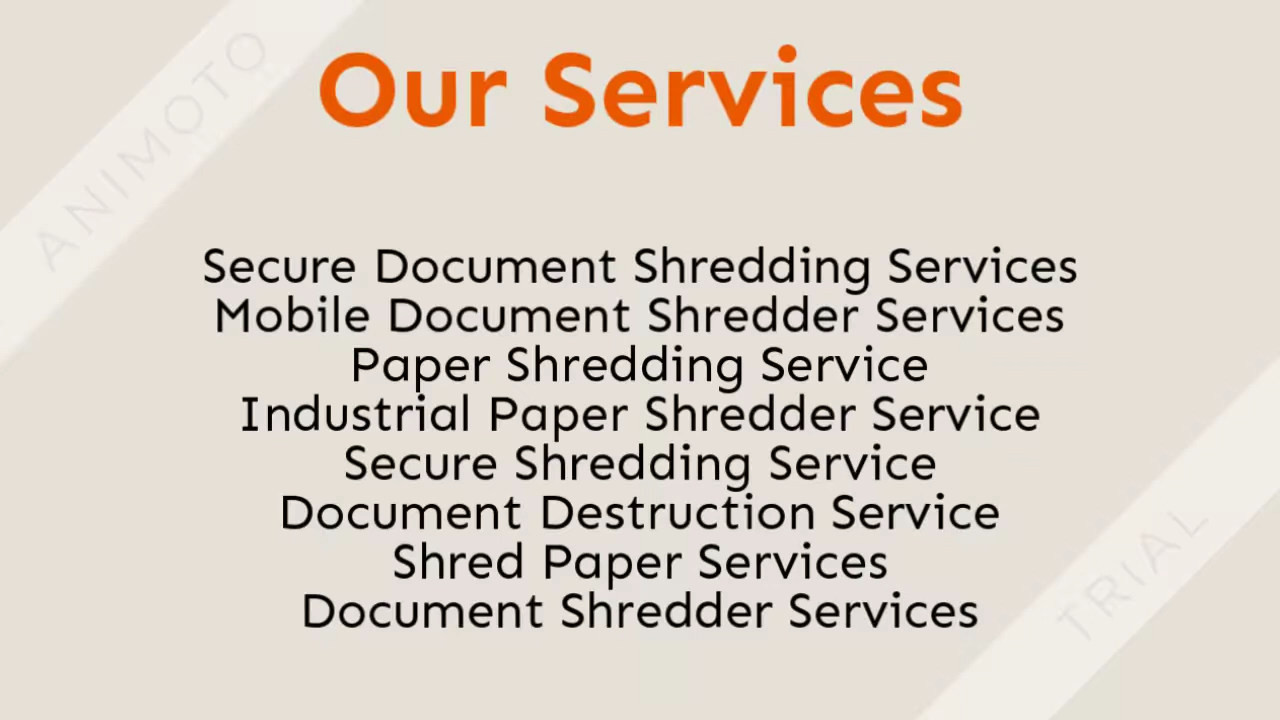 ANIMOTO
Our Services
Secure Document Shredding Services
Mobile Document Shredder Services
Paper Shredding Service
Industrial Paper Shredder Service
Secure Shredding Service
Document Destruction Service
Shred Paper Services
Document Shredder Services
TRIAL